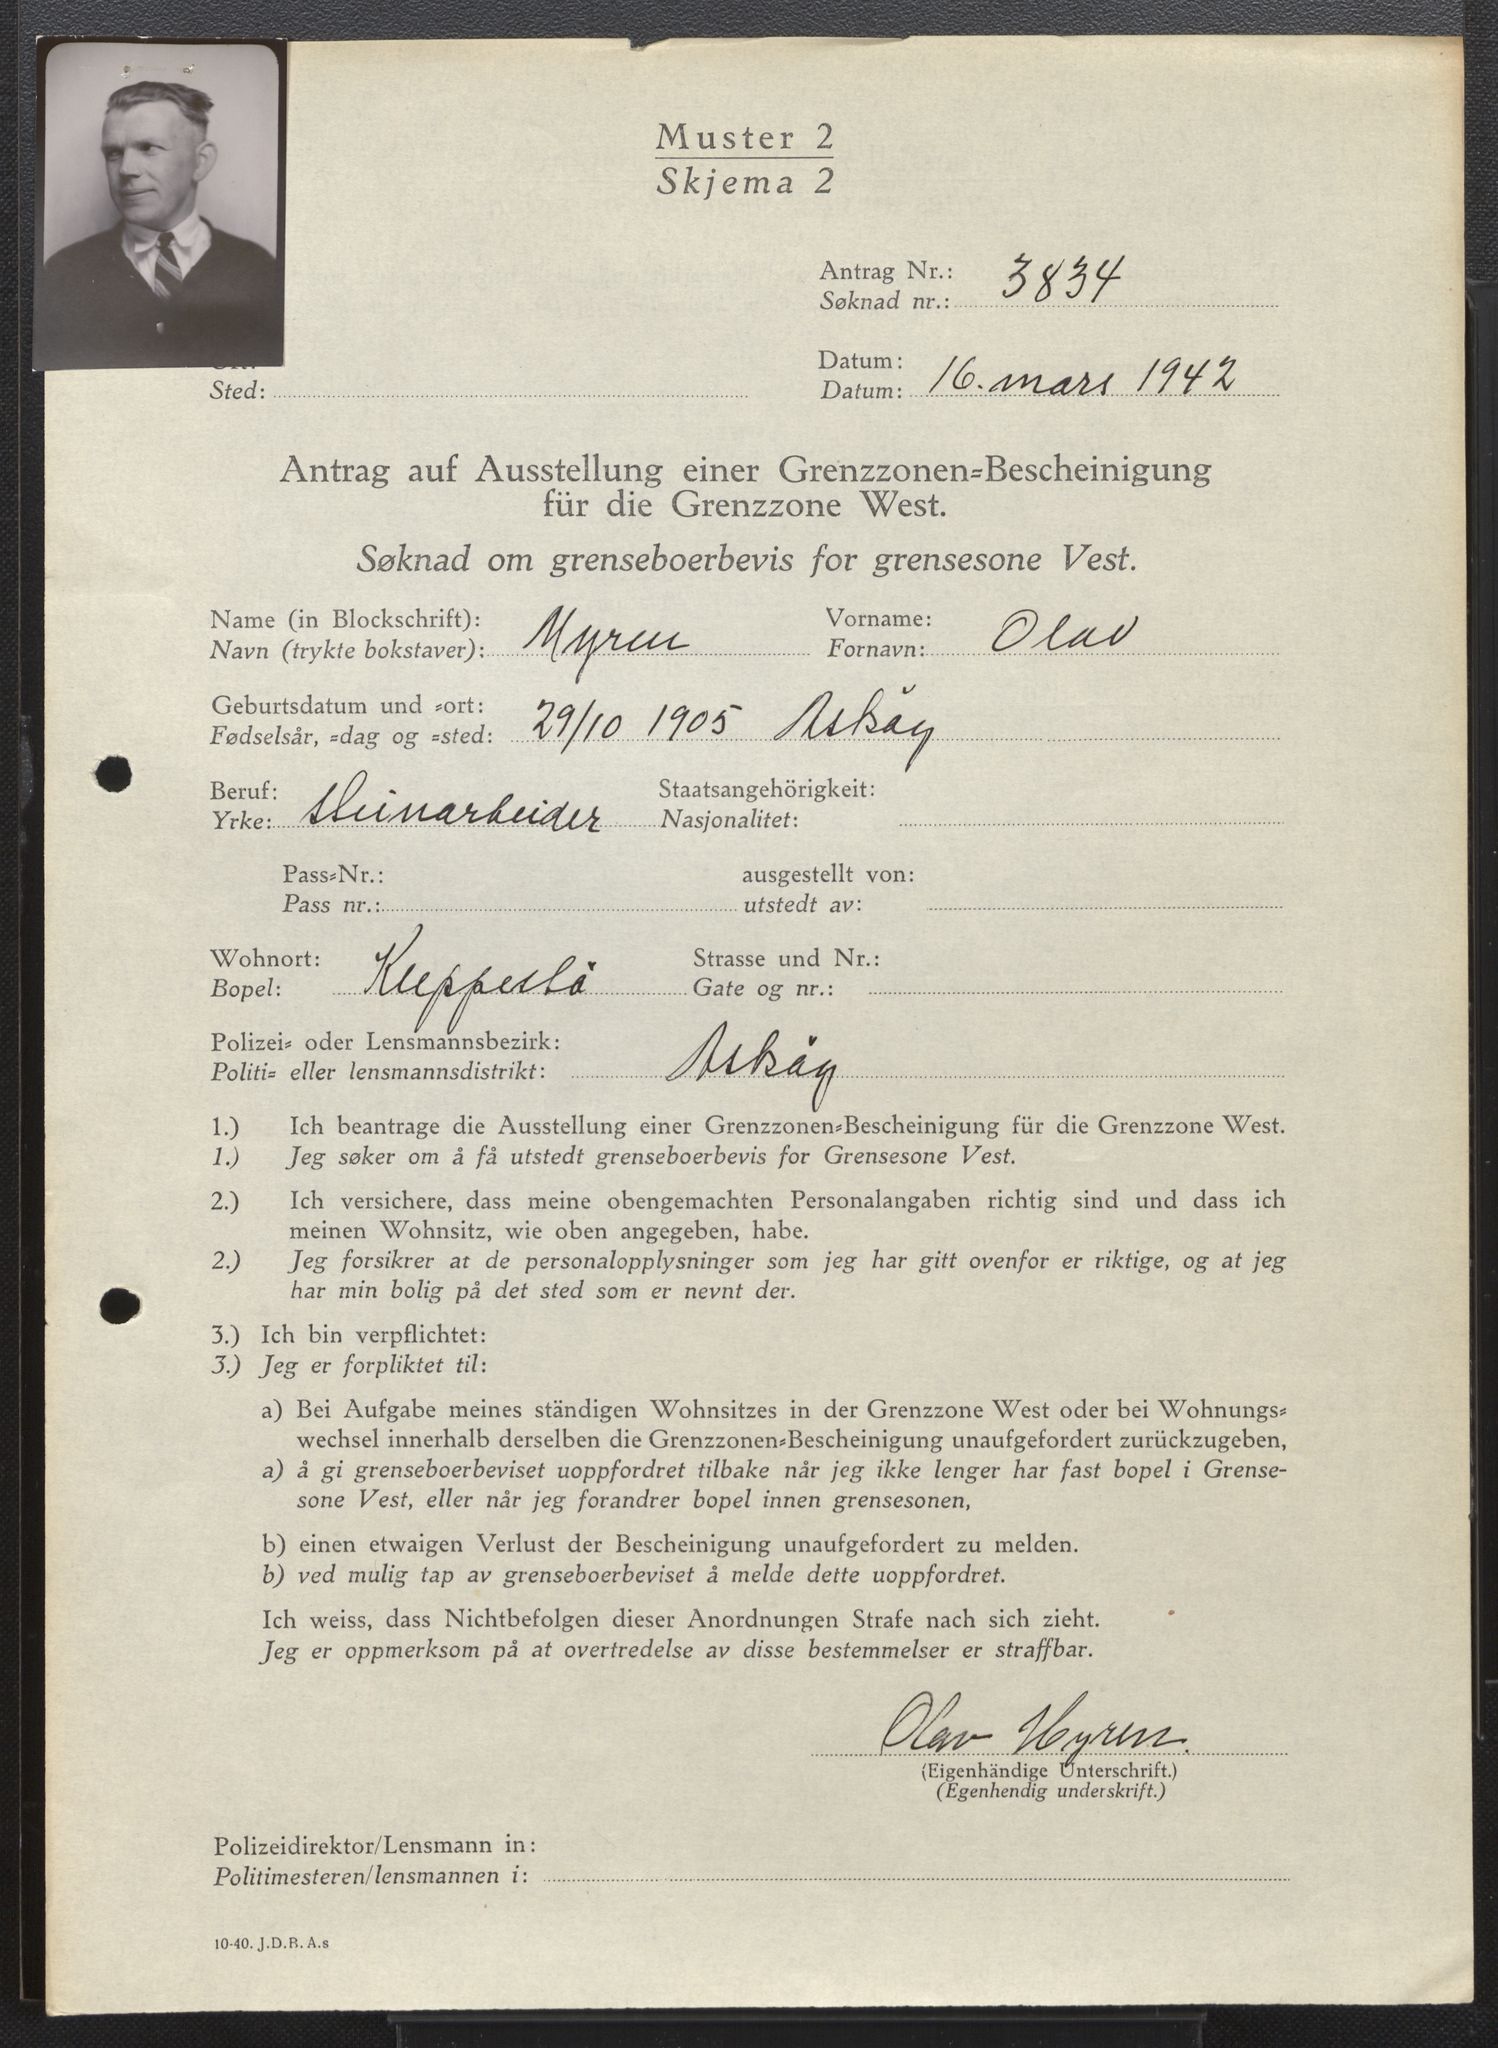 Muster 2
Skjema 2
Antrag Nr.:
Søknad nr.: 3834
Sted:
Datum:
Datum: 16. mars 1942
Antrag auf Ausstellung einer Grenzzonen=Bescheinigung
für die Grenzzone West.
Søknad om grenseboerbevis for grensesone Vest.
Name (in Blockschrift): Vorname:
Navn (trykte bokstaver): Myren Fornavn: Olav
Geburtsdatum und =ort:
Fødselsår, =dag og =sted: 29/10 1905 Askøy
Beruf: Staatsangehörigkeit:
Yrke: steinarbeider Nasjonalitet:
Pass=Nr.: ausgestellt von:
Pass nr.: utstedt av:
Wohnort: Strasse und Nr.:
Bopel: Kleppestø Gate og nr.:
Polizei= oder Lensmannsbezirk:
Politi= eller lensmannsdistrikt: Askøy
1.) Ich beantrage die Ausstellung einer Grenzzonen=Bescheinigung für die Grenzzone West.
1.) Jeg søker om å få utstedt grenseboerbevis for Grensesone Vest.
2.) Ich versichere, dass meine obengemachten Personalangaben richtig sind und dass ich
meinen Wohnsitz, wie oben angegeben, habe.
2.) Jeg forsikrer at de personalopplysninger som jeg har gitt ovenfor er riktige, og at jeg
har min bolig på det sted som er nevnt der.
3.) Ich bin verpflichtet:
3.) Jeg er forpliktet til:
a) Bei Aufgabe meines ständigen Wohnsitzes in der Grenzzone West oder bei Wohnungs=
wechsel innerhalb derselben die Grenzzonen=Bescheinigung unaufgefordert zurückzugeben,
a) å gi grenseboerbeviset uoppfordret tilbake når jeg ikke lenger har fast bopel i Grense-
sone Vest, eller når jeg forandrer bopel innen grensesonen,
b) einen etwaigen Verlust der Bescheinigung unaufgefordert zu melden.
b) ved mulig tap av grenseboerbeviset å melde dette uoppfordret.
Ich weiss, dass Nichtbefolgen dieser Anordnungen Strafe nach sich zieht.
Jeg er oppmerksom på at overtredelse av disse bestemmelser er straffbar.
Olav Myren.
(Eigenhändige Unterschrift.)
(Egenhendig underskrift.)
Polizeidirektor/Lensmann in:
Politimesteren/lensmannen i:
10-40. J.D.B. A.s